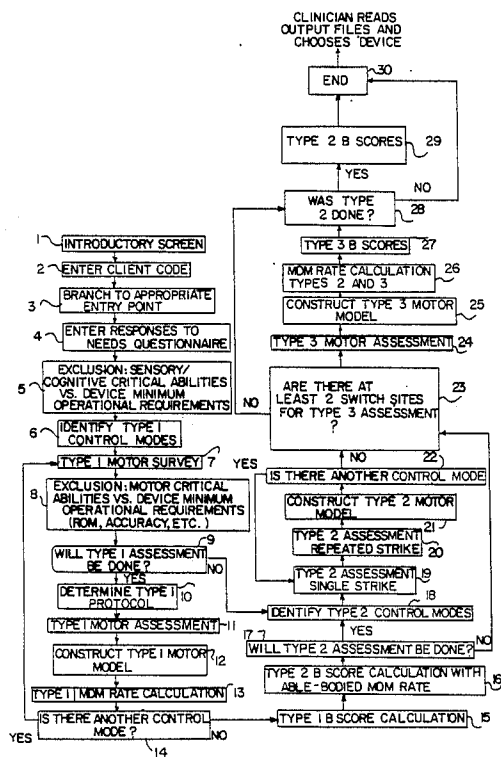 CLINICIAN READS
OUTPUT FILES AND
CHOOSES DEVICE
END
30
TYPE 2 B SCORES
29
YES
NO
WAS TYPE
2 DONE?
28
TYPE 3 B SCORES
27
MDM RATE CALCULATION
TYPES 2 AND 3
26
CONSTRUCT TYPE 3 MOTOR
MODEL
25
TYPE 3 MOTOR ASSESSMENT
24
ARE THERE AT
LEAST 2 SWITCH SITES
FOR TYPE 3 ASSESSMENT
?
23
NO
NO
22
YES
IS THERE ANOTHER CONTROL MODE
CONSTRUCT TYPE 2 MOTOR
MODEL
21
TYPE 2 ASSESSMENT
REPEATED STRIKE
20
TYPE 2 ASSESSMENT
SINGLE STRIKE
19
IDENTIFY TYPE 2 CONTROL MODES
18
YES
NO
17
WILL TYPE 2 ASSESSMENT BE DONE?
TYPE 2 B SCORE CALCULATION WITH
ABLE-BODIED MDM RATE
16
TYPE 1 B SCORE CALCULATION
15
1
INTRODUCTORY SCREEN
2
ENTER CLIENT CODE
3
BRANCH TO APPROPRIATE
ENTRY POINT
4
ENTER RESPONSES TO
NEEDS QUESTIONNAIRE
5
EXCLUSION: SENSORY/
COGNITIVE CRITICAL ABILITIES
VS. DEVICE MINIMUM
OPERATIONAL REQUIREMENTS
6
IDENTIFY TYPE 1
CONTROL MODES
TYPE 1 MOTOR SURVEY
7
8
EXCLUSION: MOTOR CRITICAL
ABILITIES VS. DEVICE MINIMUM
OPERATIONAL REQUIREMENTS
(ROM, ACCURACY, ETC.)
9
WILL TYPE 1 ASSESSMENT
BE DONE?
NO
YES
DETERMINE TYPE 1
PROTOCOL
10
TYPE 1 MOTOR ASSESSMENT
11
CONSTRUCT TYPE 1 MOTOR
MODEL
12
TYPE 1 MDM RATE CALCULATION
13
IS THERE ANOTHER CONTROL
MODE?
YES
NO
14